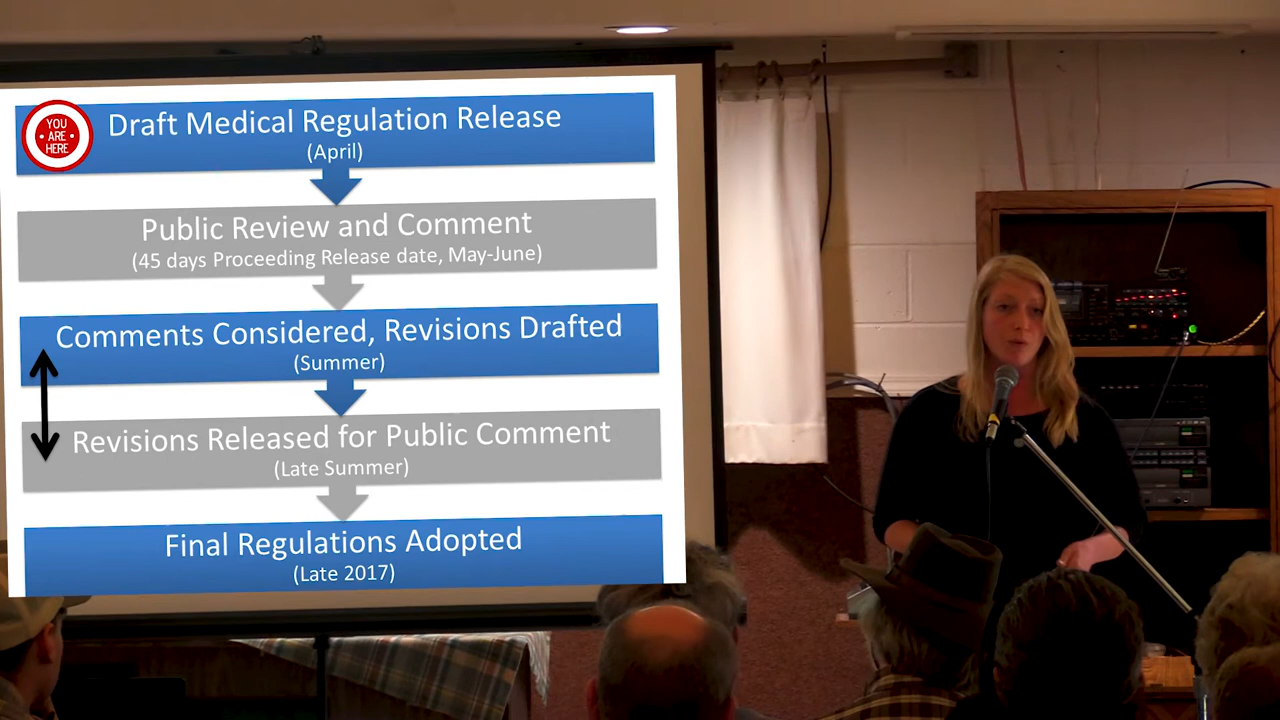 YOU
ARE
HERE
Draft Medical Regulation Release
(April)
Public Review and Comment
(45 days Proceeding Release date, May-June)
Comments Considered, Revisions Drafted
(Summer)
Revisions Released for Public Comment
(Late Summer)
Final Regulations Adopted
(Late 2017)